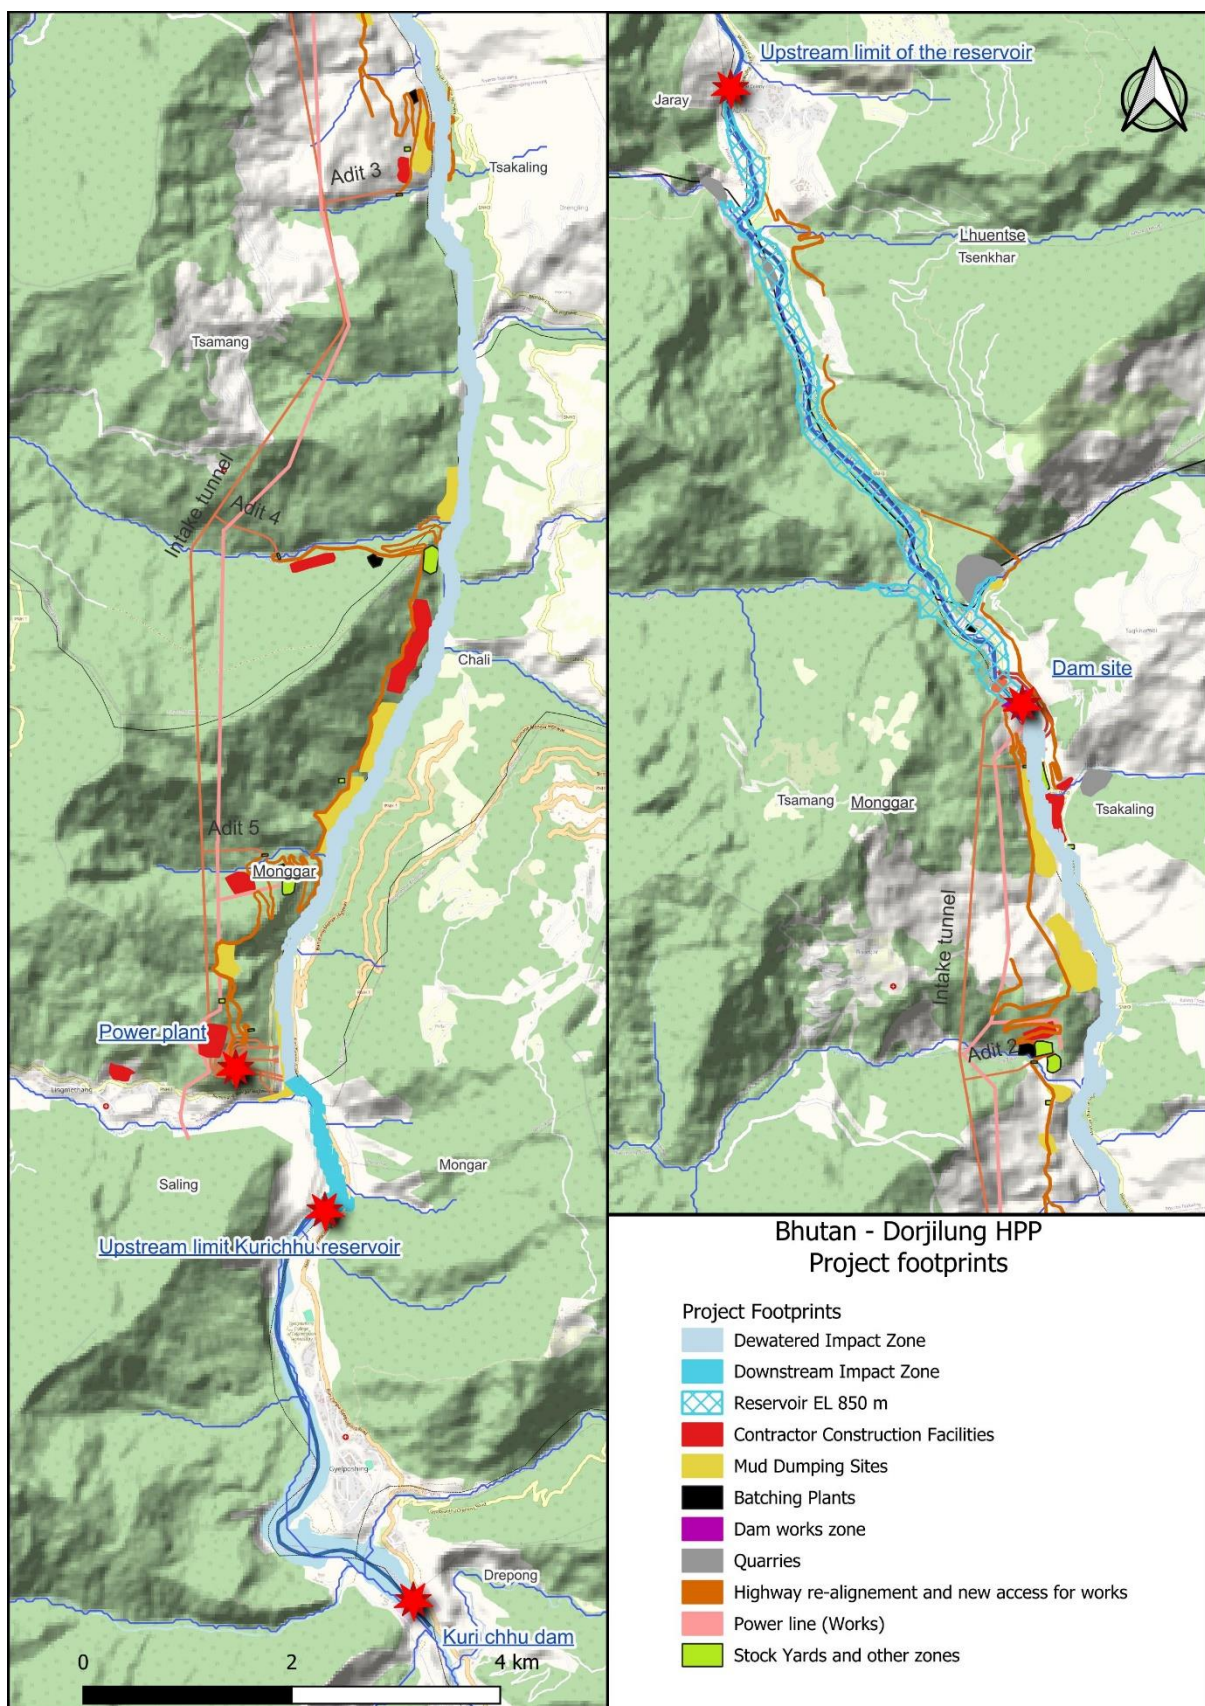 Adit 3
Tsakaling
Tsamang
Intake tunnel
Adit 4
Chali
Adit 5
Monggar
Power plant
Lingmethang
Saling
Mongar
Upstream limit Kurichhu reservoir
Gyelposhing
Drepong
Kuri chhu dam
0 2 4 km
Upstream limit of the reservoir
Jaray
Lhuentse
Tsenkhar
Dam site
Tsamang Monggar
Tsakaling
Intake tunnel
Adit 2
Bhutan - Dorjilung HPP
Project footprints
Project Footprints
Dewatered Impact Zone
Downstream Impact Zone
Reservoir EL 850 m
Contractor Construction Facilities
Mud Dumping Sites
Batching Plants
Dam works zone
Quarries
Highway re-alignement and new access for works
Power line (Works)
Stock Yards and other zones